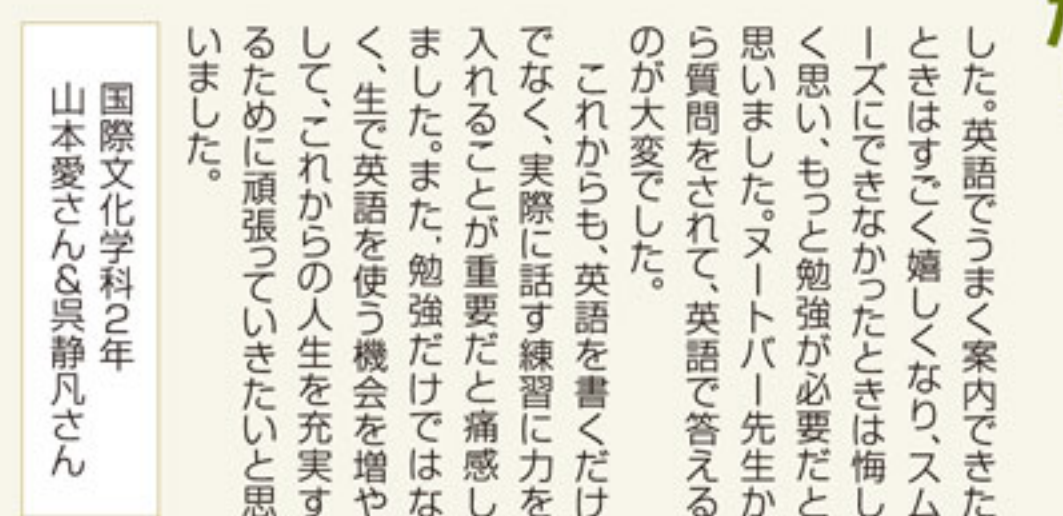 した。英語でうまく案内できた
ときはすごく嬉しくなり、スム
ーズにできなかったときは悔し
く思い、もっと勉強が必要だと
思いました。ヌートバー先生か
ら質問をされて、英語で答える
のが大変でした。
これからも、英語を書くだけ
でなく、実際に話す練習に力を
入れることが重要だと痛感し
ました。また、勉強だけではな
く、生で英語を使う機会を増や
して、これからの人生を充実す
るために頑張っていきたいと思
いました。
国際文化学科2年
山本愛さん&呉静凡さん